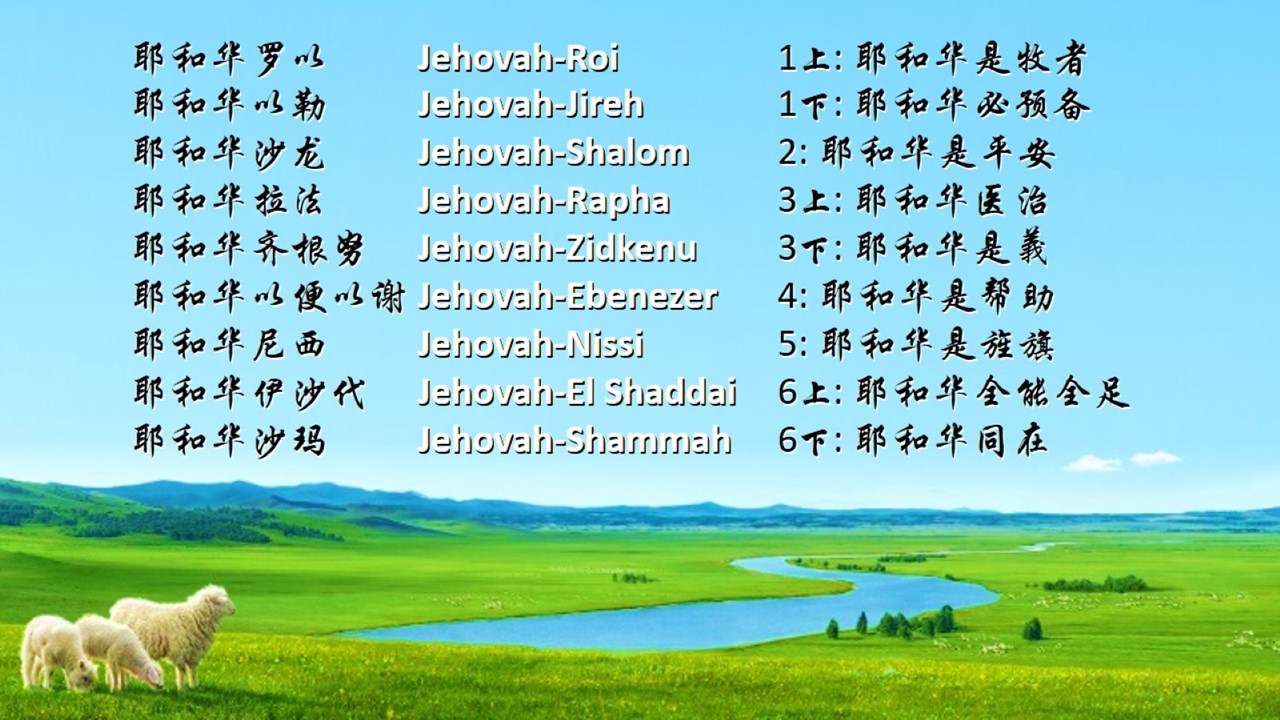 耶和华罗以 Jehovah-Roi 1上: 耶和华是牧者
耶和华以勒 Jehovah-Jireh 1下: 耶和华必预备
耶和华沙龙 Jehovah-Shalom 2: 耶和华是平安
耶和华拉法 Jehovah-Rapha 3上: 耶和华医治
耶和华齐根努 Jehovah-Zidkenu 3下: 耶和华是義
耶和华以便以谢 Jehovah-Ebenezer 4: 耶和华是帮助
耶和华尼西 Jehovah-Nissi 5: 耶和华是旌旗
耶和华伊沙代 Jehovah-El Shaddai 6上: 耶和华全能全足
耶和华沙玛 Jehovah-Shammah 6下: 耶和华同在